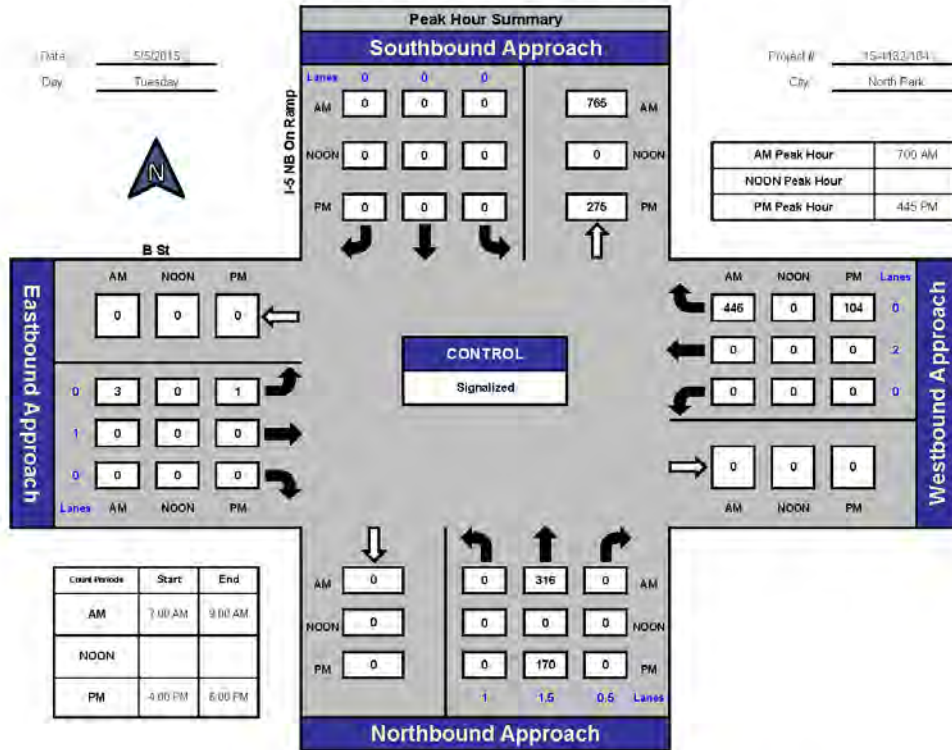 Peak Hour Summary
Southbound Approach
Date 5/5/2015
Day Tuesday
Project #
City North Park
N
I-5 NB On Ramp
Lanes 0 0 0
AM 0 0 0 765 AM
NOON 0 0 0 0 NOON
PM 0 0 0 275 PM
AM Peak Hour 700 AM
NOON Peak Hour
PM Peak Hour 445 PM
B St
Eastbound Approach
AM NOON PM
0 0 0
0 3 0 1
1 0 0 0
0 0 0 0
Lanes AM NOON PM
CONTROL
Signalized
Westbound Approach
AM NOON PM Lanes
446 0 104 0
0 0 0 2
0 0 0 0
0 0 0
AM NOON PM
Count Periods Start End
AM 7:00 AM 9:00 AM
NOON
PM 4:00 PM 6:00 PM
AM 0 0 316 0 AM
NOON 0 0 0 0 NOON
PM 0 0 170 0 PM
1 1.5 0.5 Lanes
Northbound Approach